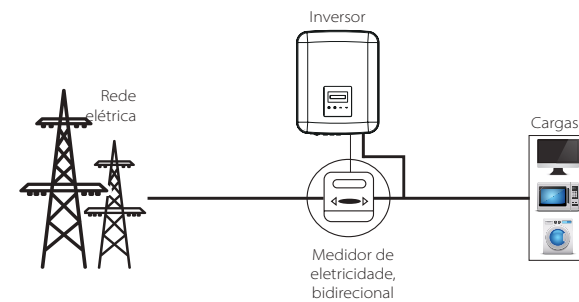 Inversor
Rede
elétrica
Cargas
Medidor de
eletricidade,
bidirecional